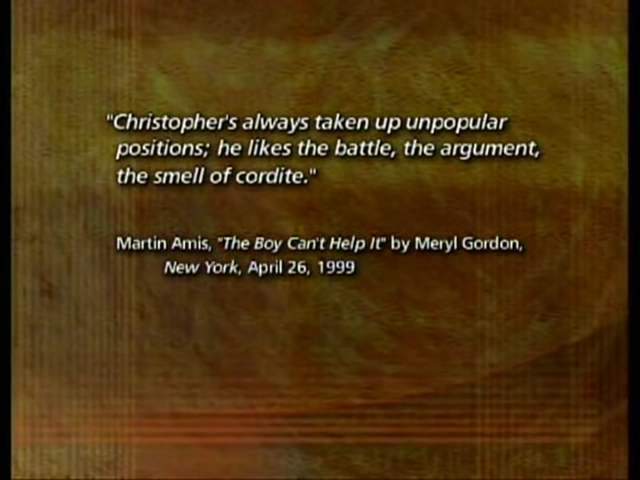 "Christopher's always taken up unpopular
positions; he likes the battle, the argument,
the smell of cordite."
Martin Amis, "The Boy Can't Help It" by Meryl Gordon,
New York, April 26, 1999